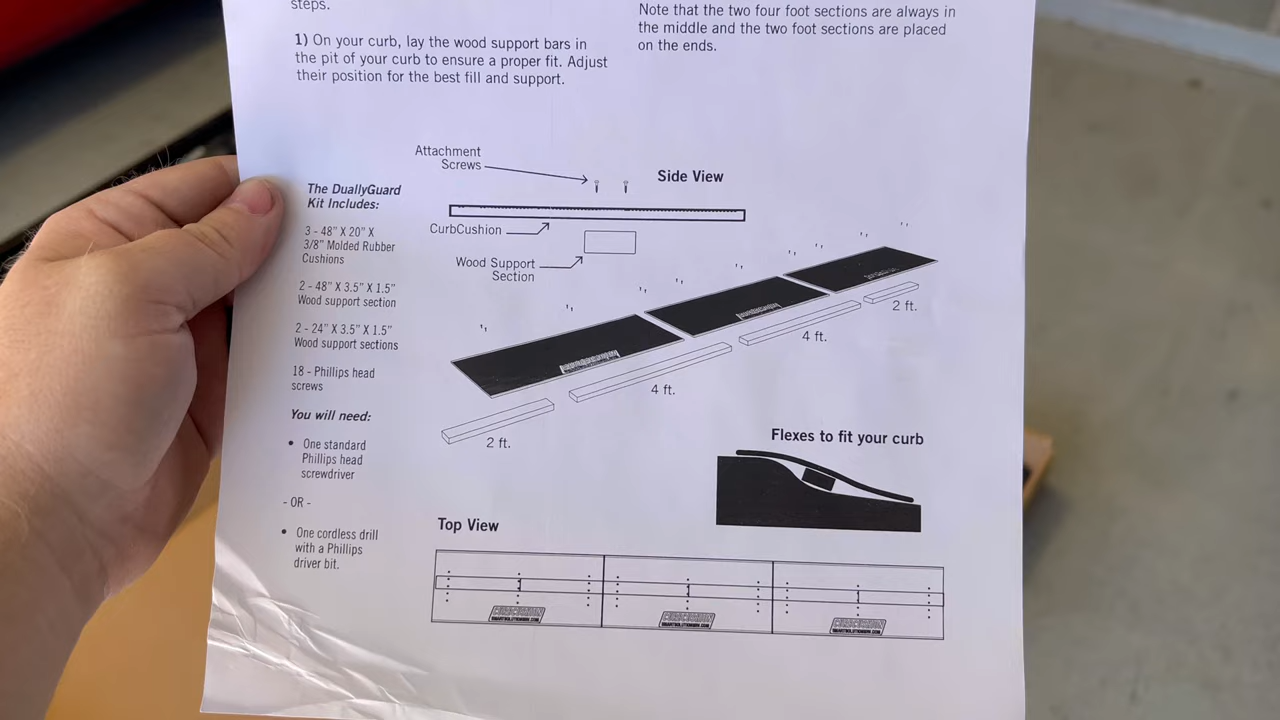 steps.
1) On your curb, lay the wood support bars in
the pit of your curb to ensure a proper fit. Adjust
their position for the best fill and support.
Note that the two four foot sections are always in
the middle and the two foot sections are placed
on the ends.
Attachment
Screws
Side View
CurbCushion
Wood Support
Section
The DuallyGuard
Kit Includes:
3 - 48" X 20" X
3/8" Molded Rubber
Cushions
2 - 48" X 3.5" X 1.5"
Wood support section
2 - 24" X 3.5" X 1.5"
Wood support sections
18 - Phillips head
screws
You will need:
• One standard
Phillips head
screwdriver
- OR -
• One cordless drill
with a Phillips
driver bit.
2 ft.
4 ft.
4 ft.
2 ft.
Flexes to fit your curb
Top View
CURBCUSHION
CURBCUSHION
CURBCUSHION